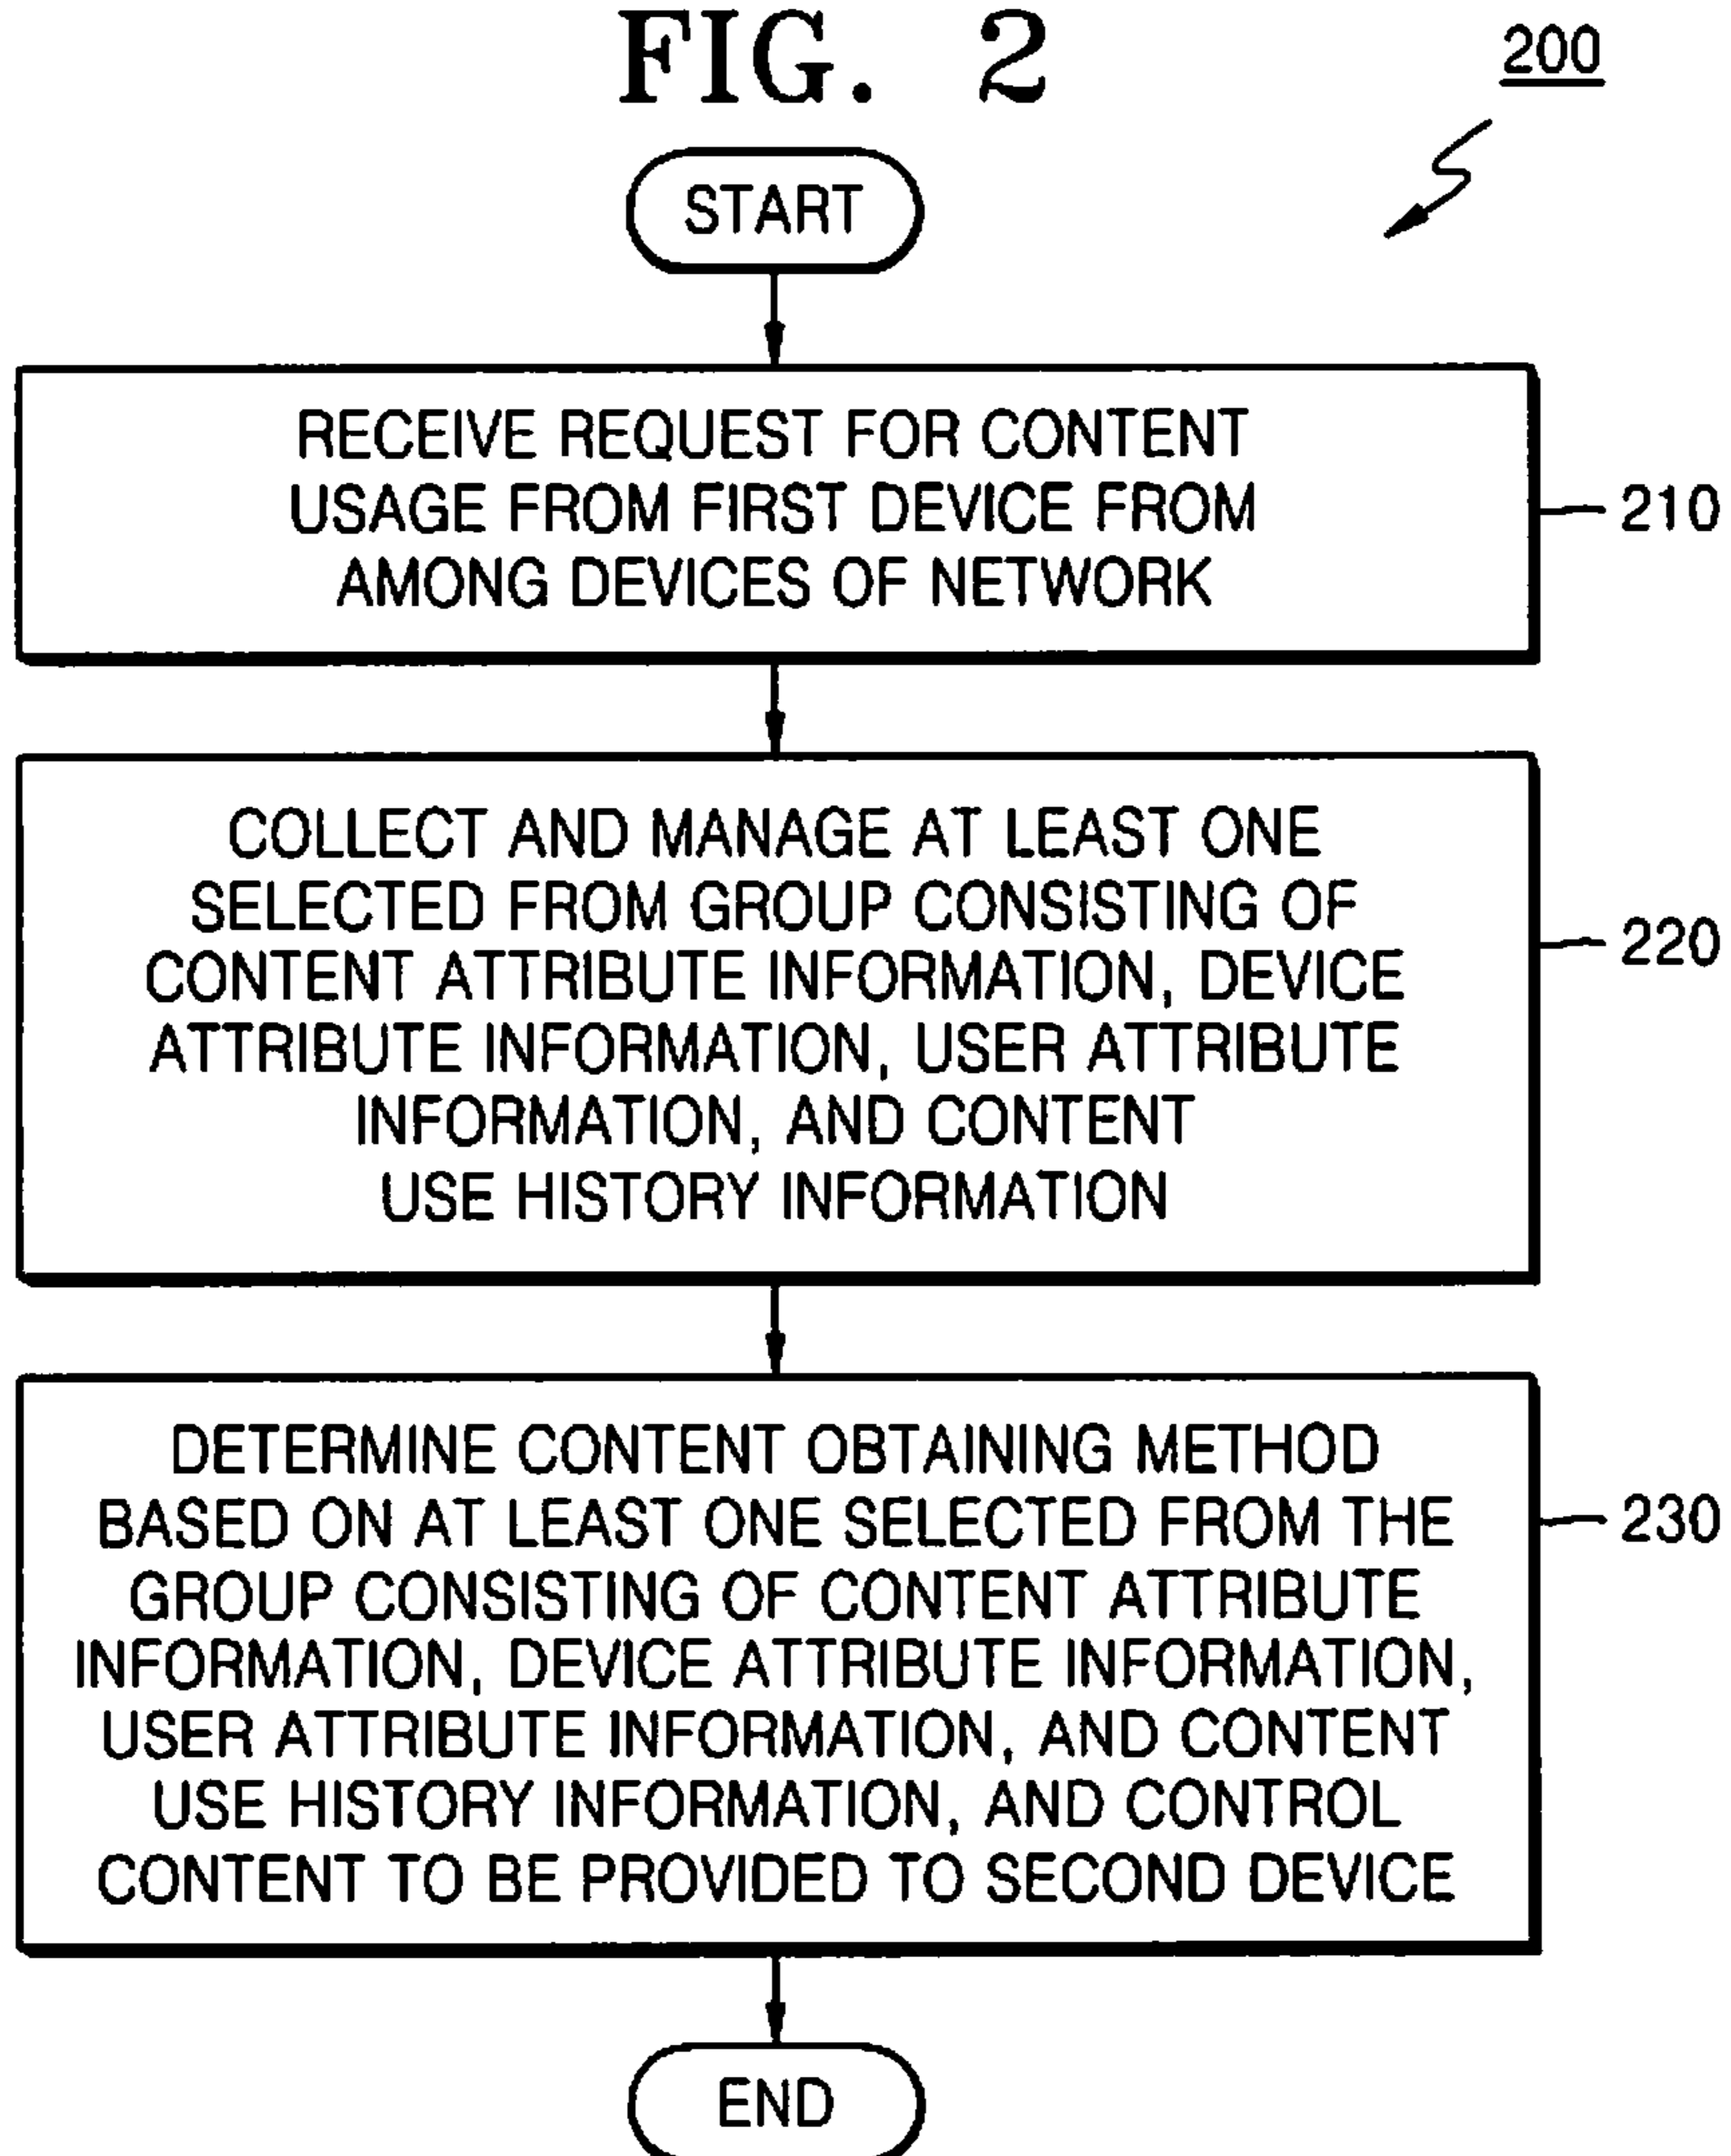 FIG. 2
200
START
RECEIVE REQUEST FOR CONTENT
USAGE FROM FIRST DEVICE FROM
AMONG DEVICES OF NETWORK
210
COLLECT AND MANAGE AT LEAST ONE
SELECTED FROM GROUP CONSISTING OF
CONTENT ATTRIBUTE INFORMATION, DEVICE
ATTRIBUTE INFORMATION, USER ATTRIBUTE
INFORMATION, AND CONTENT
USE HISTORY INFORMATION
220
DETERMINE CONTENT OBTAINING METHOD
BASED ON AT LEAST ONE SELECTED FROM THE
GROUP CONSISTING OF CONTENT ATTRIBUTE
INFORMATION, DEVICE ATTRIBUTE INFORMATION,
USER ATTRIBUTE INFORMATION, AND CONTENT
USE HISTORY INFORMATION, AND CONTROL
CONTENT TO BE PROVIDED TO SECOND DEVICE
230
END